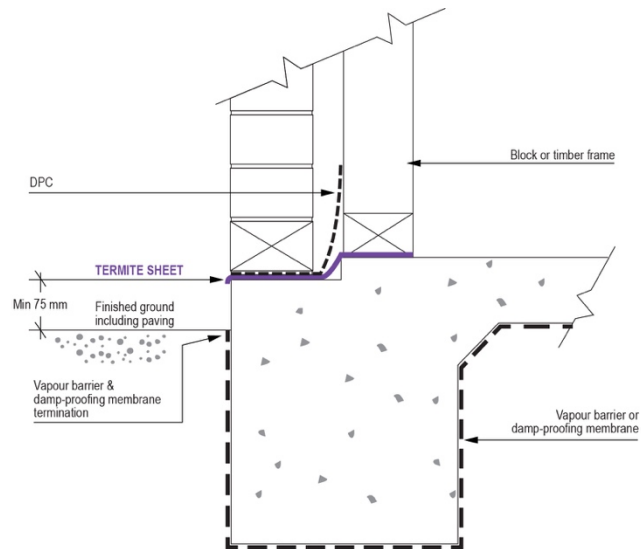 Block or timber frame
DPC
TERMITE SHEET
Min 75 mm
Finished ground
including paving
Vapour barrier &
damp-proofing membrane
termination
Vapour barrier or
damp-proofing membrane